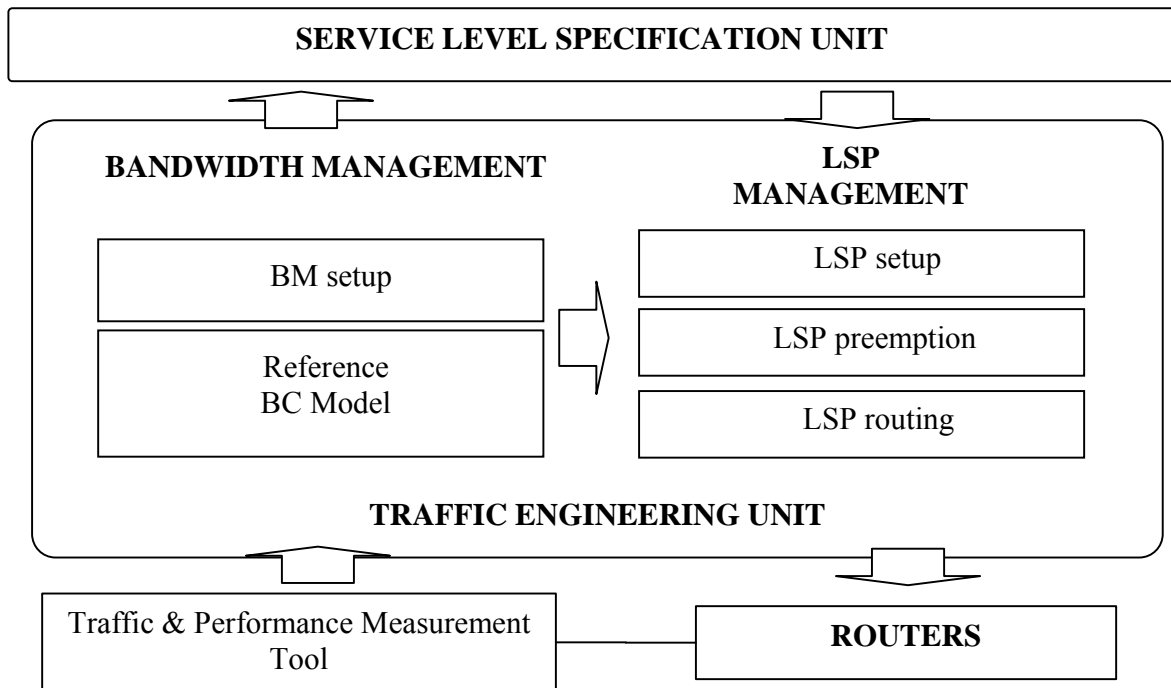 SERVICE LEVEL SPECIFICATION UNIT
BANDWIDTH MANAGEMENT
LSP
MANAGEMENT
BM setup
Reference
BC Model
LSP setup
LSP preemption
LSP routing
TRAFFIC ENGINEERING UNIT
Traffic & Performance Measurement
Tool
ROUTERS